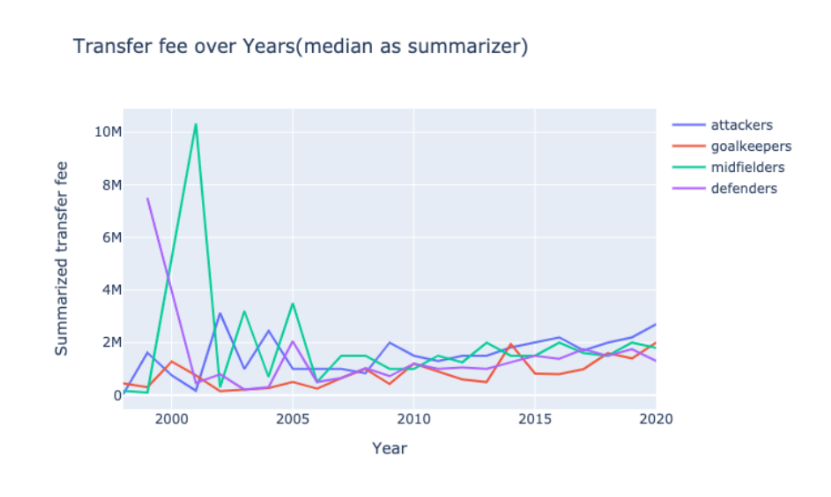 Transfer fee over Years(median as summarizer)
10M
8M
6M
4M
2M
0
Summarized transfer fee
2000 2005 2010 2015 2020
Year
attackers
goalkeepers
midfielders
defenders